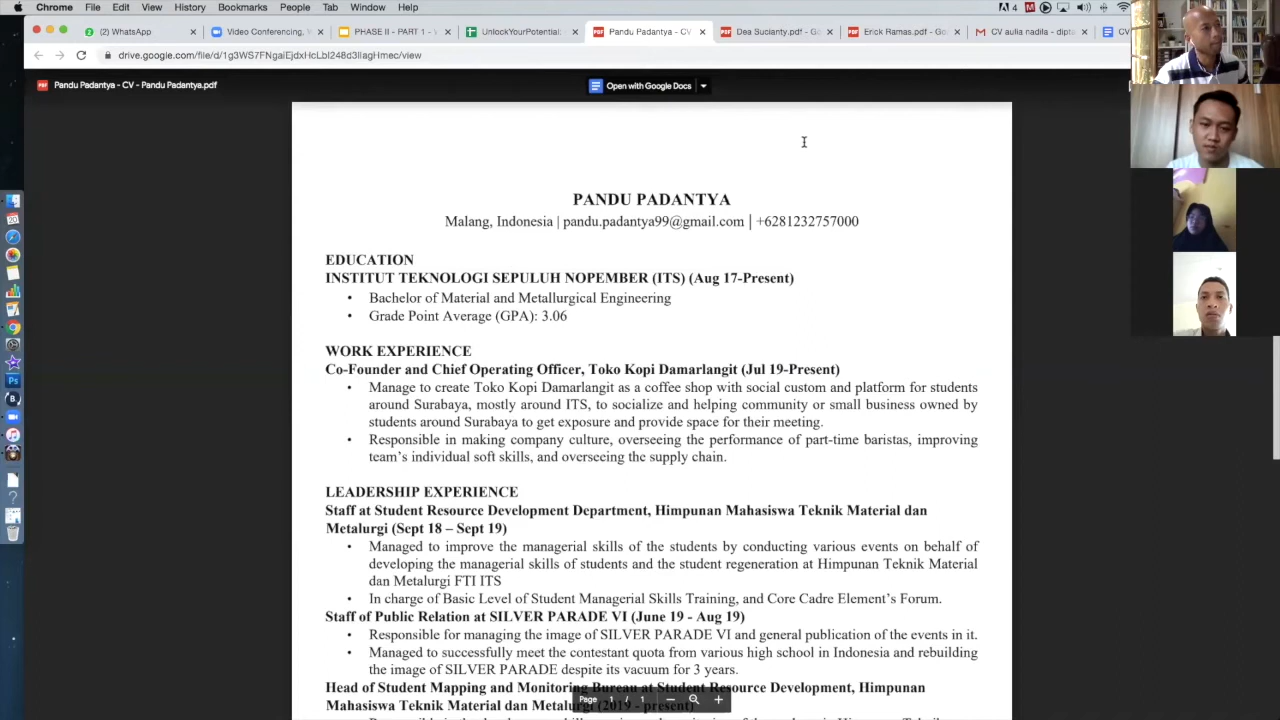 Chrome File Edit View History Bookmarks People Tab Window Help
4
(2) WhatsApp
Video Conferencing, W
PHASE II - PART 1 - W
UnlockYourPotential:
Pandu Padantya - CV
Dea Sucianty.pdf - Go
Erick Ramas.pdf - Goo
CV aulia nadila - dipta
CV
drive.google.com/file/d/1g3WS7FNgaiEjdxHcLbI248d3IIagHmec/view
Pandu Padantya - CV - Pandu Padantya.pdf
Open with Google Docs
PANDU PADANTYA
Malang, Indonesia | pandu.padantya99@gmail.com | +6281232757000
EDUCATION
INSTITUT TEKNOLOGI SEPULUH NOPEMBER (ITS) (Aug 17-Present)
• Bachelor of Material and Metallurgical Engineering
• Grade Point Average (GPA): 3.06
WORK EXPERIENCE
Co-Founder and Chief Operating Officer, Toko Kopi Damarlangit (Jul 19-Present)
• Manage to create Toko Kopi Damarlangit as a coffee shop with social custom and platform for students
around Surabaya, mostly around ITS, to socialize and helping community or small business owned by
students around Surabaya to get exposure and provide space for their meeting.
• Responsible in making company culture, overseeing the performance of part-time baristas, improving
team's individual soft skills, and overseeing the supply chain.
LEADERSHIP EXPERIENCE
Staff at Student Resource Development Department, Himpunan Mahasiswa Teknik Material dan
Metalurgi (Sept 18 – Sept 19)
• Managed to improve the managerial skills of the students by conducting various events on behalf of
developing the managerial skills of students and the student regeneration at Himpunan Teknik Material
dan Metalurgi FTI ITS
• In charge of Basic Level of Student Managerial Skills Training, and Core Cadre Element's Forum.
Staff of Public Relation at SILVER PARADE VI (June 19 - Aug 19)
• Responsible for managing the image of SILVER PARADE VI and general publication of the events in it.
• Managed to successfully meet the contestant quota from various high school in Indonesia and rebuilding
the image of SILVER PARADE despite its vacuum for 3 years.
Head of Student Mapping and Monitoring Bureau at Student Resource Development, Himpunan
Mahasiswa Teknik Material dan Metalurgi (2019 - present)
Page 1 / 1